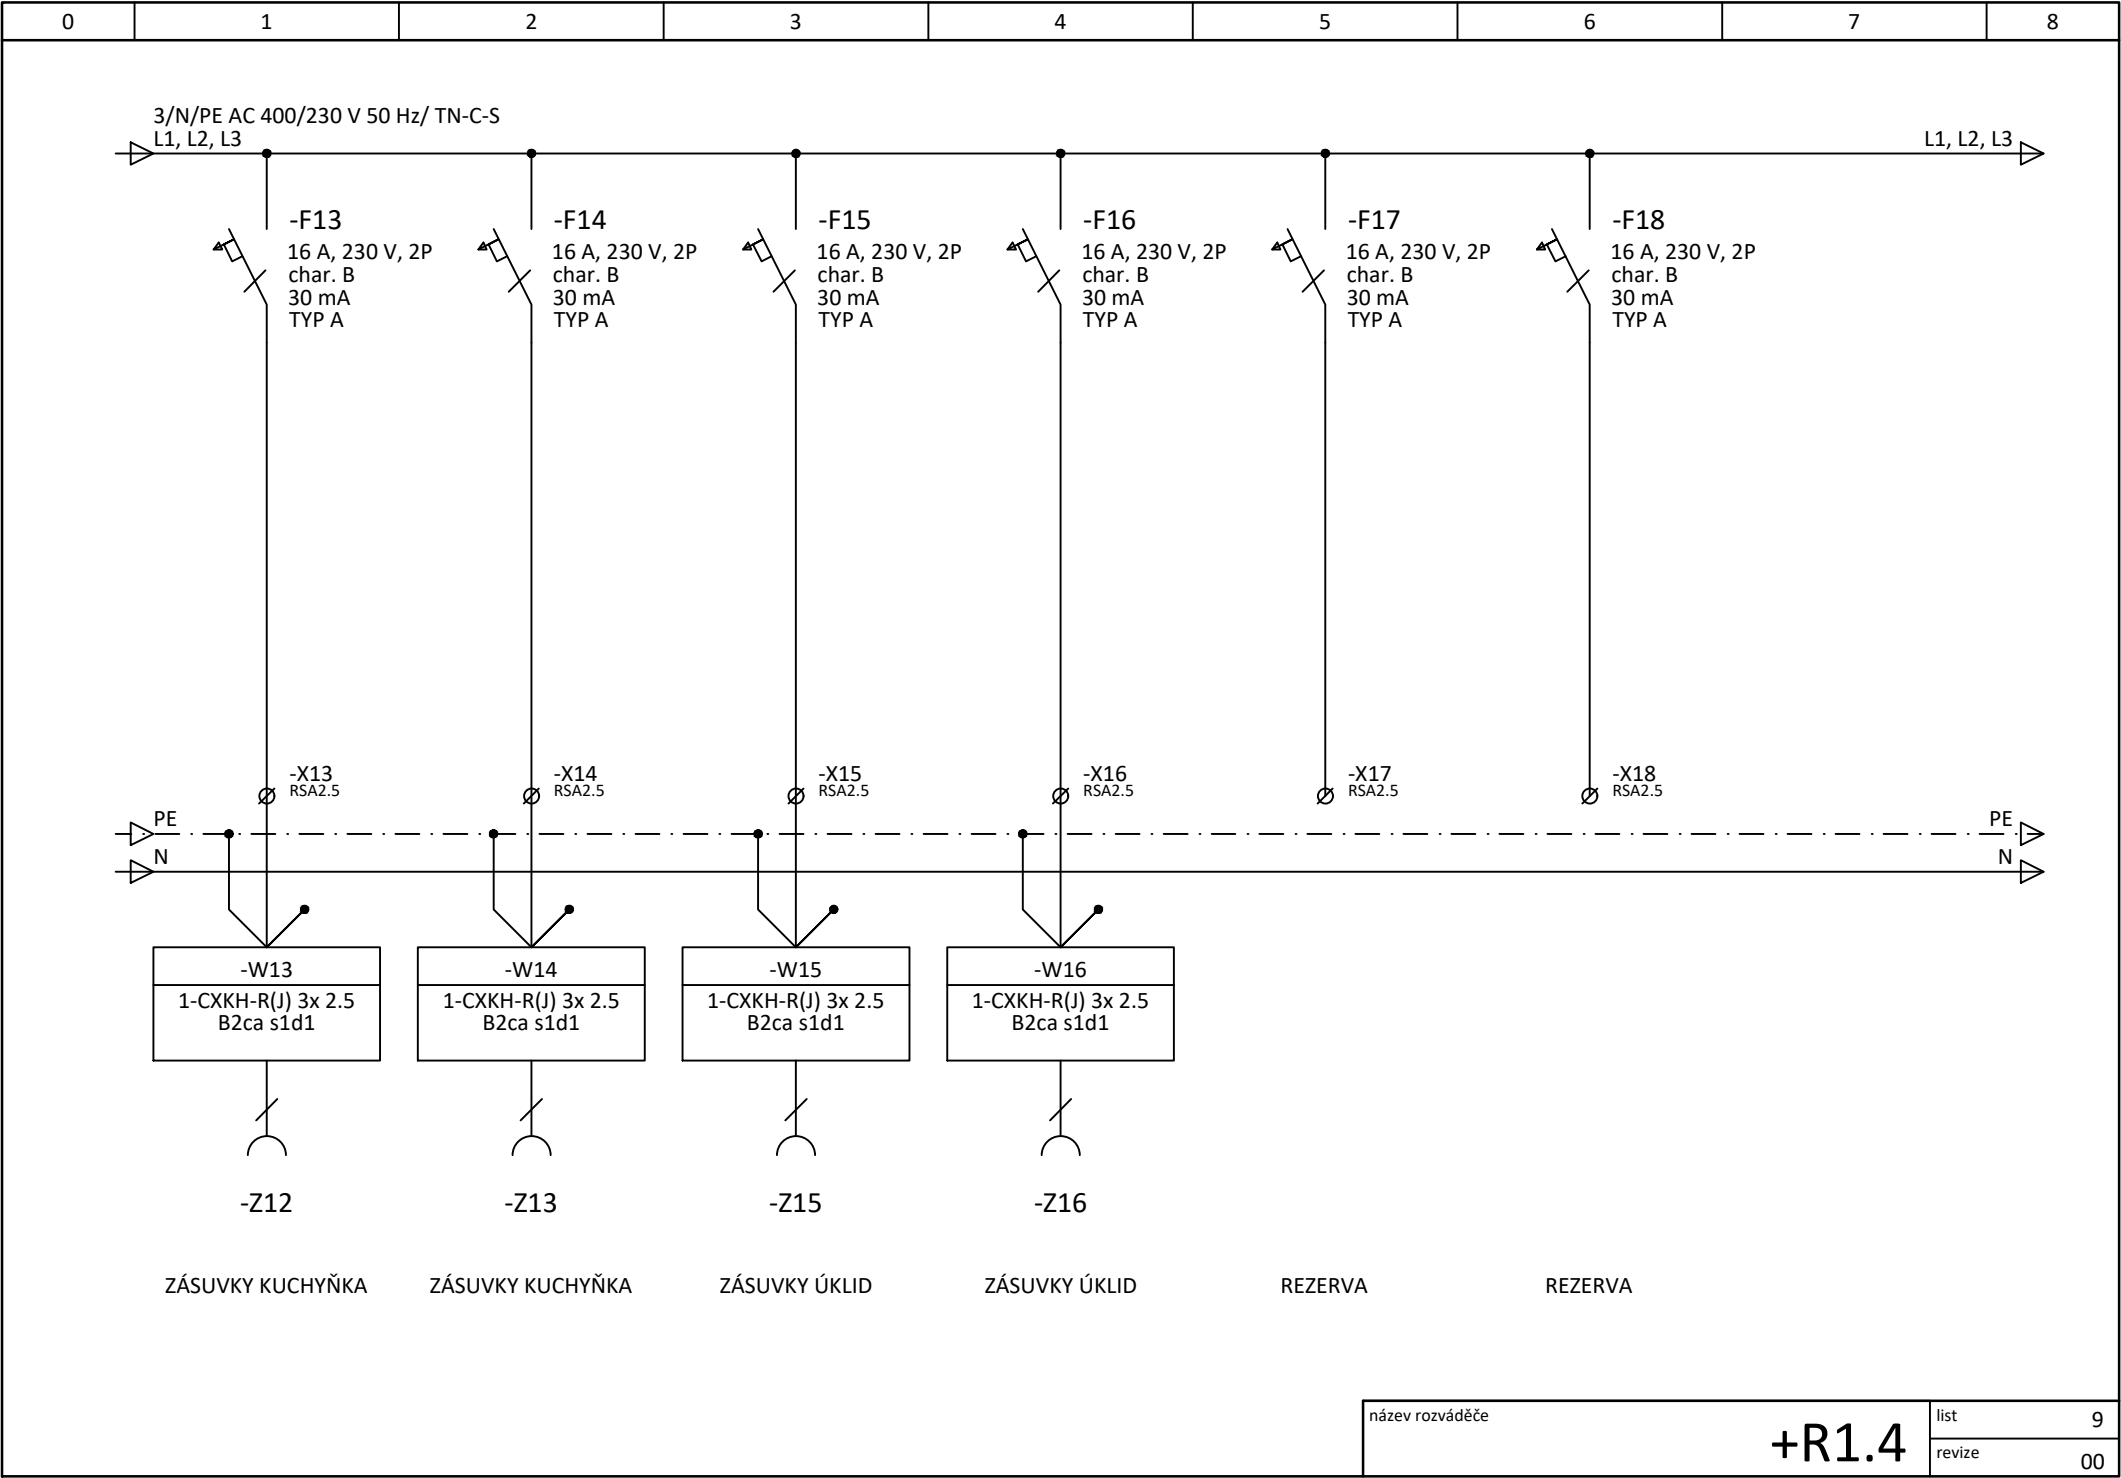 0 1 2 3 4 5 6 7 8
3/N/PE AC 400/230 V 50 Hz/ TN-C-S
L1, L2, L3 L1, L2, L3
-F13 -F14 -F15 -F16 -F17 -F18
16 A, 230 V, 2P 16 A, 230 V, 2P 16 A, 230 V, 2P 16 A, 230 V, 2P 16 A, 230 V, 2P 16 A, 230 V, 2P
char. B char. B char. B char. B char. B char. B
30 mA 30 mA 30 mA 30 mA 30 mA 30 mA
TYP A TYP A TYP A TYP A TYP A TYP A
-X13 -X14 -X15 -X16 -X17 -X18
RSA2.5 RSA2.5 RSA2.5 RSA2.5 RSA2.5 RSA2.5
PE PE
N N
-W13 -W14 -W15 -W16
1-CXKH-R(J) 3x 2.5 1-CXKH-R(J) 3x 2.5 1-CXKH-R(J) 3x 2.5 1-CXKH-R(J) 3x 2.5
B2ca s1d1 B2ca s1d1 B2ca s1d1 B2ca s1d1
-Z12 -Z13 -Z15 -Z16
ZÁSUVKY KUCHYŇKA ZÁSUVKY KUCHYŇKA ZÁSUVKY ÚKLID ZÁSUVKY ÚKLID REZERVA REZERVA
název rozváděče +R1.4 list 9
revize 00